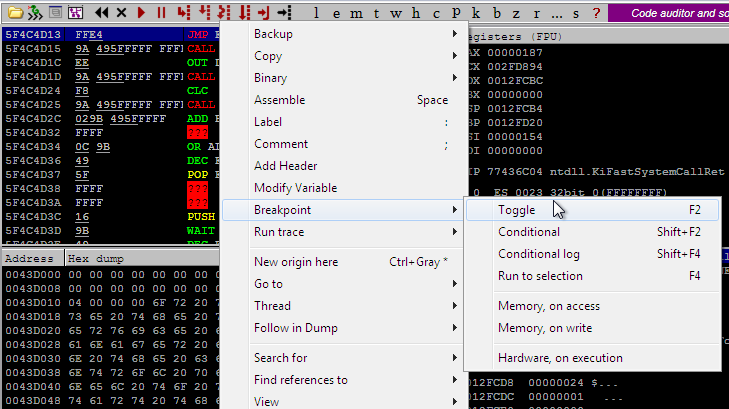 l e m t w h c p k b z r ... s ? Code auditor and so
5F4C4D13 FFE4 JMP E
5F4C4D15 9A 495FFFFF FFF CALL
5F4C4D1C EE OUT D
5F4C4D1D 9A 495FFFFF FFF CALL
5F4C4D24 F8 CLC
5F4C4D25 9A 495FFFFF FFF CALL
5F4C4D2C 029B 495FFFFF ADD E
5F4C4D32 FFFF ???
5F4C4D34 0C 9B OR AL
5F4C4D36 49 DEC E
5F4C4D37 5F POP E
5F4C4D38 FFFF ???
5F4C4D3A FFFF ???
5F4C4D3C 16 PUSH
5F4C4D3D 9B WAIT
Backup
Copy
Binary
Assemble Space
Label :
Comment ;
Add Header
Modify Variable
Breakpoint
Run trace
New origin here Ctrl+Gray *
Go to
Thread
Follow in Dump
Search for
Find references to
View
Toggle F2
Conditional Shift+F2
Conditional log Shift+F4
Run to selection F4
Memory, on access
Memory, on write
Hardware, on execution
egisters (FPU)
AX 00000187
CX 002FD894
DX 0012FCBC
BX 00000000
SP 0012FCB4
BP 0012FD20
SI 00000154
DI 00000000
IP 77436C04 ntdll.KiFastSystemCallRet
0 ES 0023 32bit 0(FFFFFFFF)
Address Hex dump
0043D000 00 00 00 00 00 00 0
0043D008 00 00 00 00 00 00 0
0043D010 04 00 00 00 6F 72 20 7
0043D018 73 65 20 74 68 65 20
0043D020 65 72 76 69 63 65 20
0043D028 61 6E 61 67 65 72 20
0043D030 6E 20 74 68 65 20 63
0043D038 6E 74 72 6F 6C 20 70
0043D040 6E 65 6C 20 74 6F 20
0043D048 74 61 72 74 20 74 68
012FCD8 00000024 $...
012FCDC 00000001